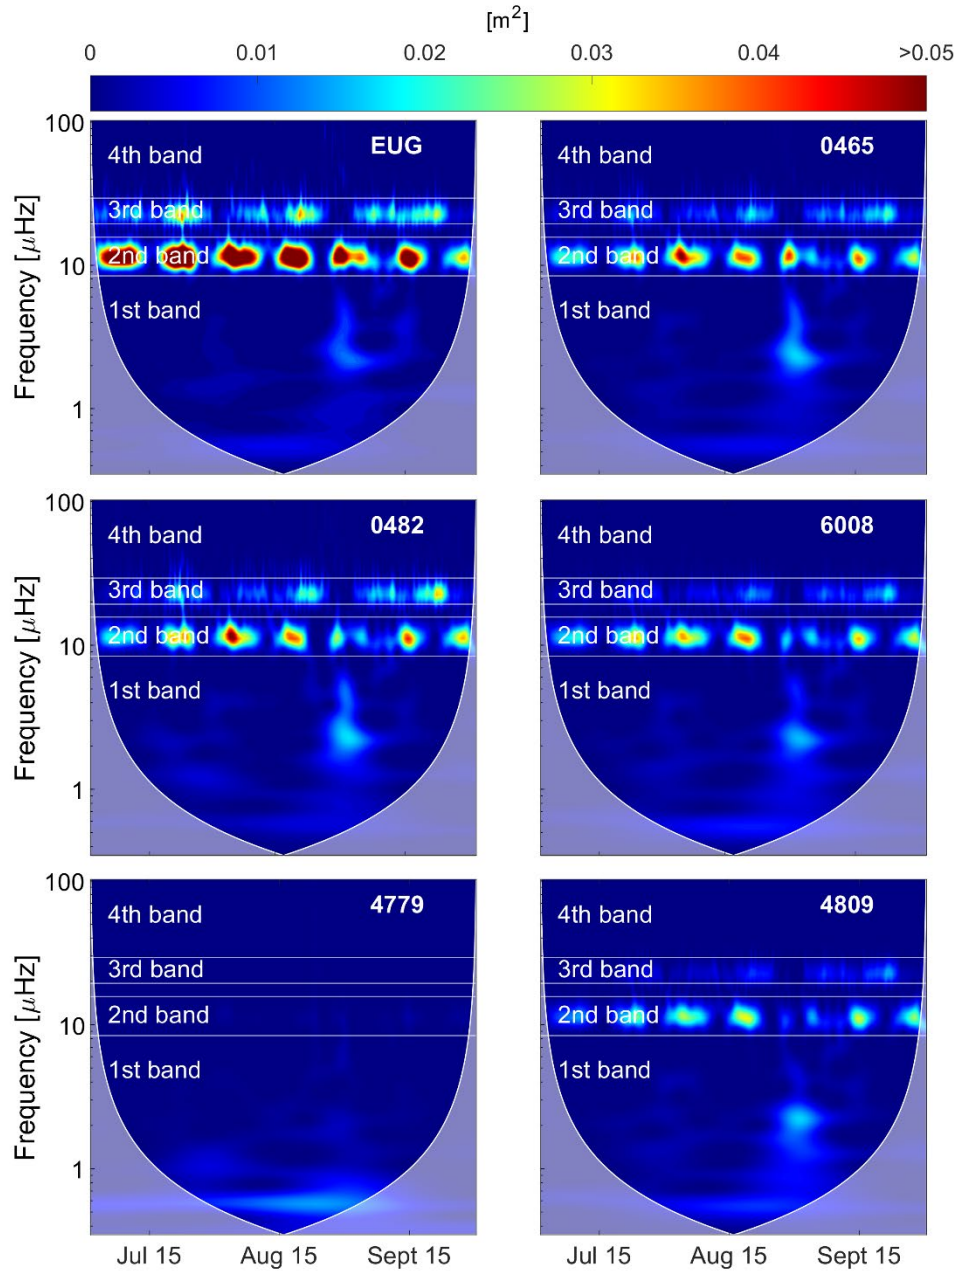 [m²]
0 0.01 0.02 0.03 0.04 >0.05
100 EUG 0465
4th band 4th band
3rd band 3rd band
10 2nd band 2nd band
1st band 1st band
1
Frequency [μHz]
100 0482 6008
4th band 4th band
3rd band 3rd band
10 2nd band 2nd band
1st band 1st band
1
Frequency [μHz]
100 4779 4809
4th band 4th band
3rd band 3rd band
10 2nd band 2nd band
1st band 1st band
1
Frequency [μHz]
Jul 15 Aug 15 Sept 15 Jul 15 Aug 15 Sept 15